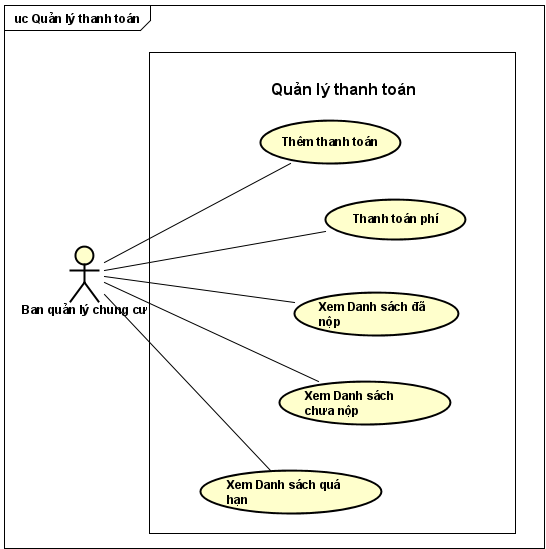 uc Quản lý thanh toán
Quản lý thanh toán
Thêm thanh toán
Thanh toán phí
Ban quản lý chung cư
Xem Danh sách đã
nộp
Xem Danh sách
chưa nộp
Xem Danh sách quá
hạn